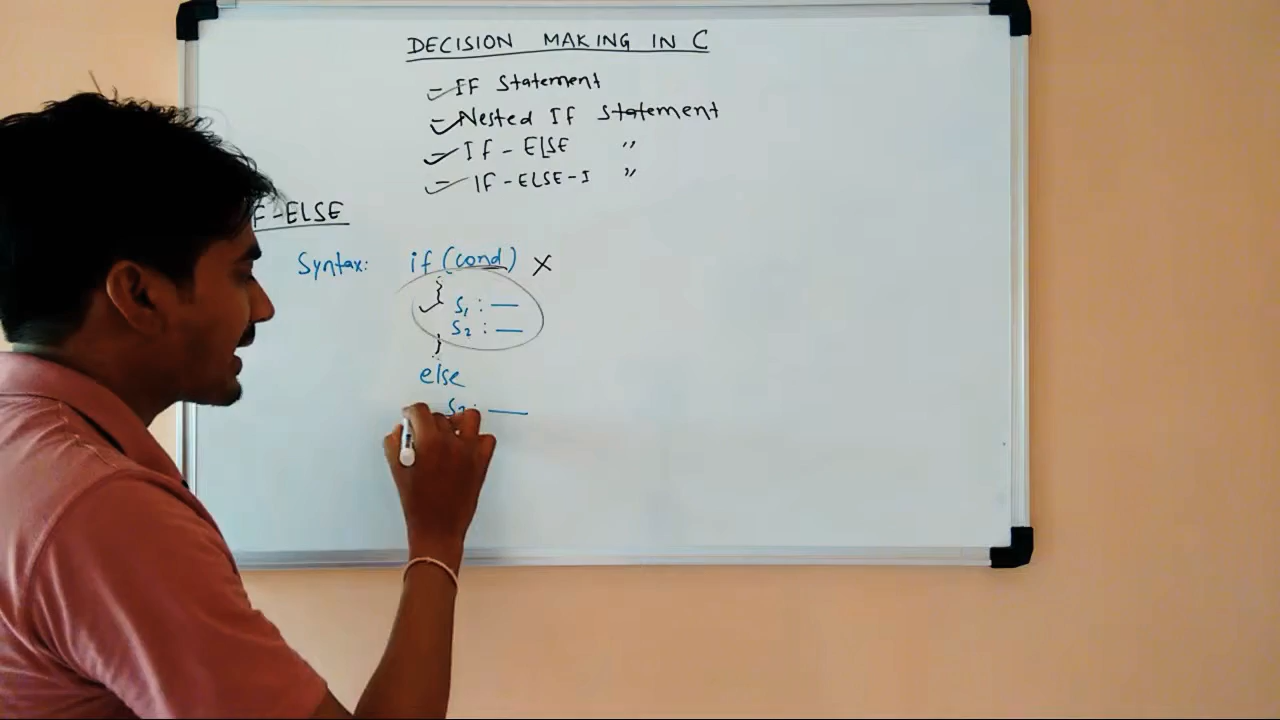 DECISION MAKING IN C
- IF Statement
- Nested IF Statement
- IF - ELSE "
- IF-ELSE-I "
F-ELSE
Syntax: if (cond) X
{
S1 : —
S2 : —
}
else
: —